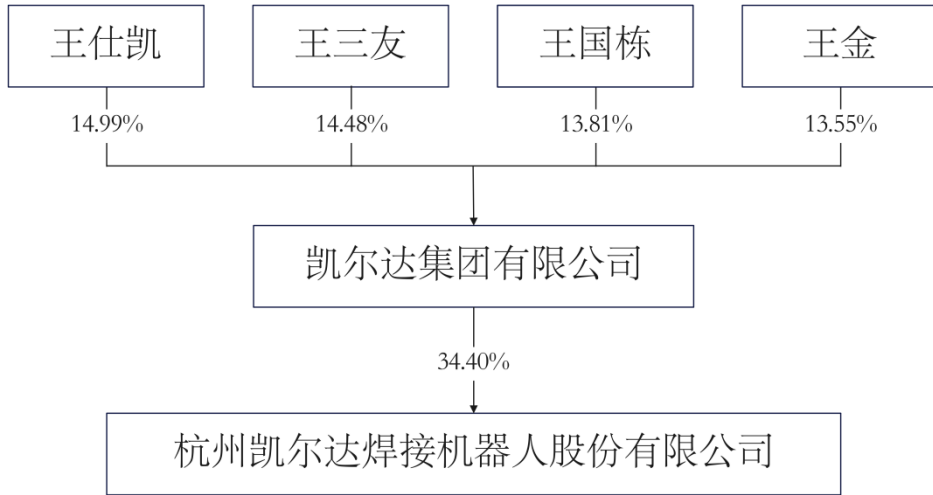 王仕凯 王三友 王国栋 王金
14.99% 14.48% 13.81% 13.55%
凯尔达集团有限公司
34.40%
杭州凯尔达焊接机器人股份有限公司